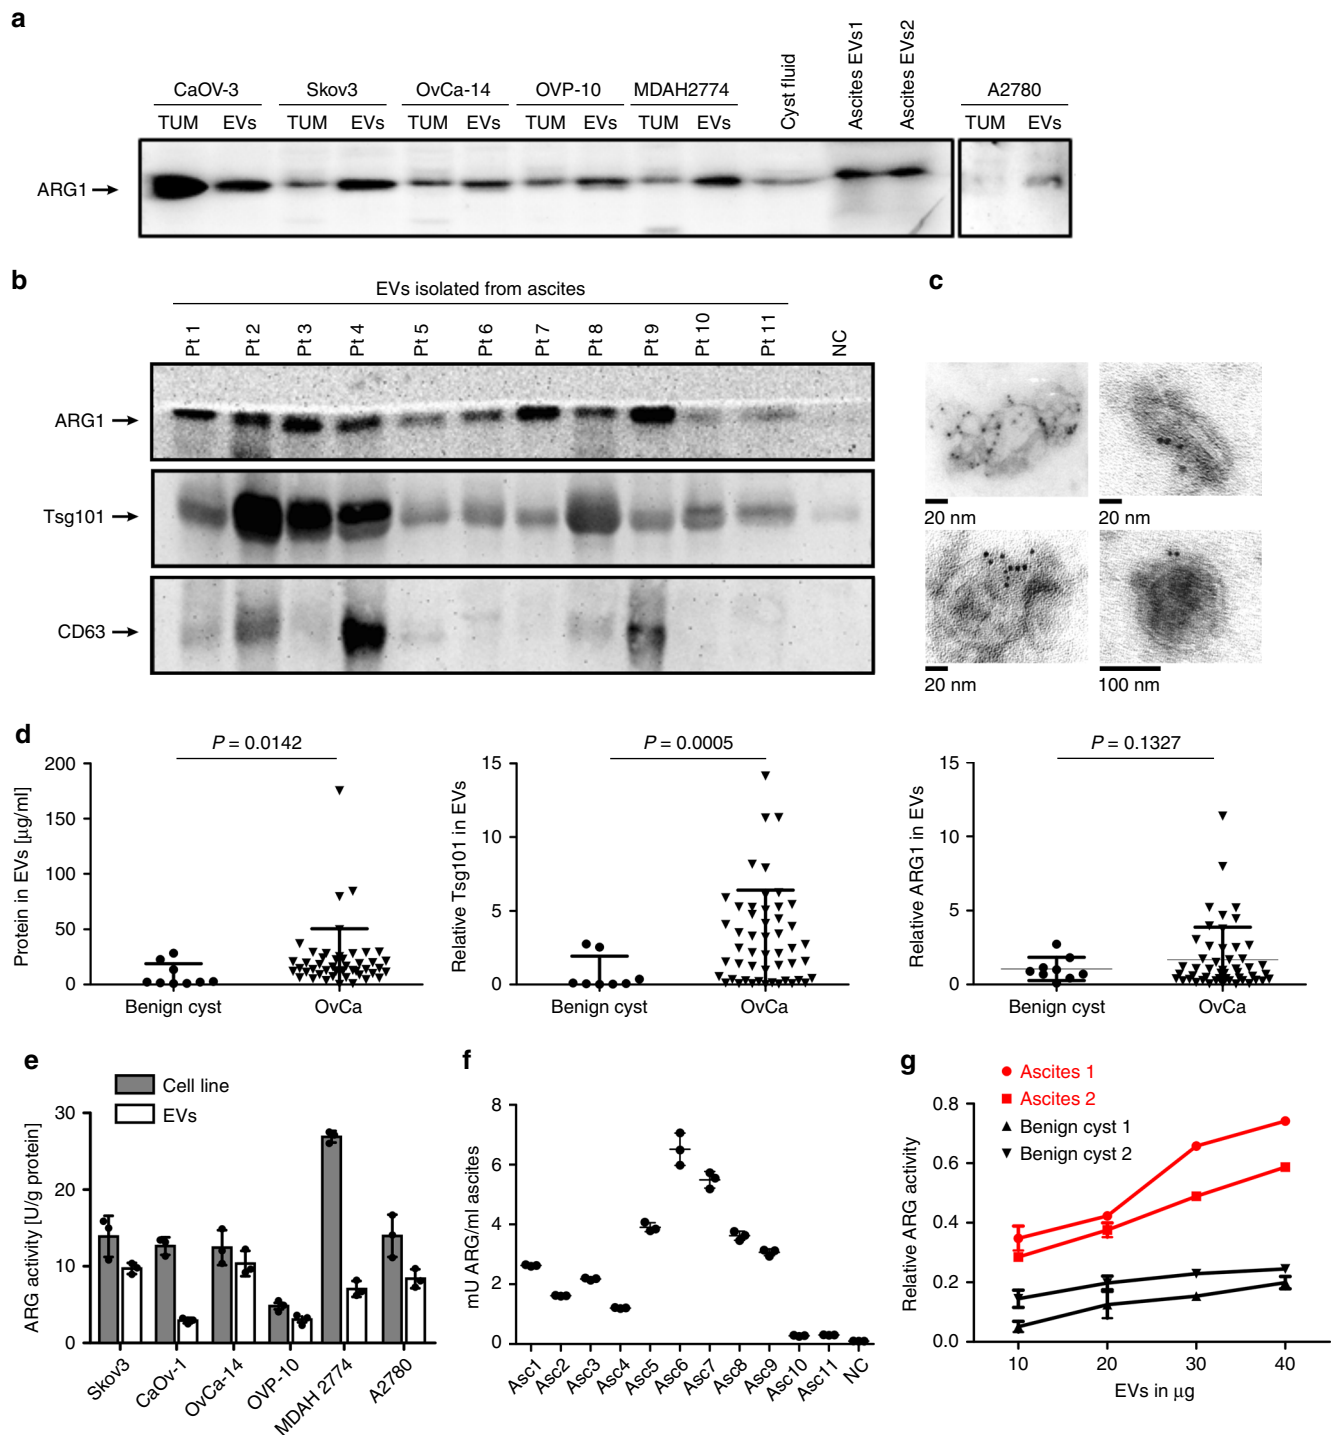 a
CaOV-3 Skov3 OvCa-14 OVP-10 MDAH2774 Cyst fluid Ascites EVs1 Ascites EVs2 A2780
TUM EVs TUM EVs TUM EVs TUM EVs TUM EVs TUM EVs
ARG1
b
EVs isolated from ascites
Pt 1 Pt 2 Pt 3 Pt 4 Pt 5 Pt 6 Pt 7 Pt 8 Pt 9 Pt 10 Pt 11 NC
ARG1
Tsg101
CD63
c
20 nm 20 nm
20 nm 100 nm
d
P = 0.0142
Protein in EVs [µg/ml]
200
150
100
50
0
Benign cyst OvCa
P = 0.0005
Relative Tsg101 in EVs
15
10
5
0
Benign cyst OvCa
P = 0.1327
Relative ARG1 in EVs
15
10
5
0
Benign cyst OvCa
e
Cell line
EVs
ARG activity [U/g protein]
30
20
10
0
Skov3 CaOv-1 OvCa-14 OVP-10 MDAH 2774 A2780
f
mU ARG/ml ascites
8
6
4
2
0
Asc1 Asc2 Asc3 Asc4 Asc5 Asc6 Asc7 Asc8 Asc9 Asc10 Asc11 NC
g
Ascites 1
Ascites 2
Benign cyst 1
Benign cyst 2
Relative ARG activity
0.8
0.6
0.4
0.2
0.0
10 20 30 40
EVs in µg